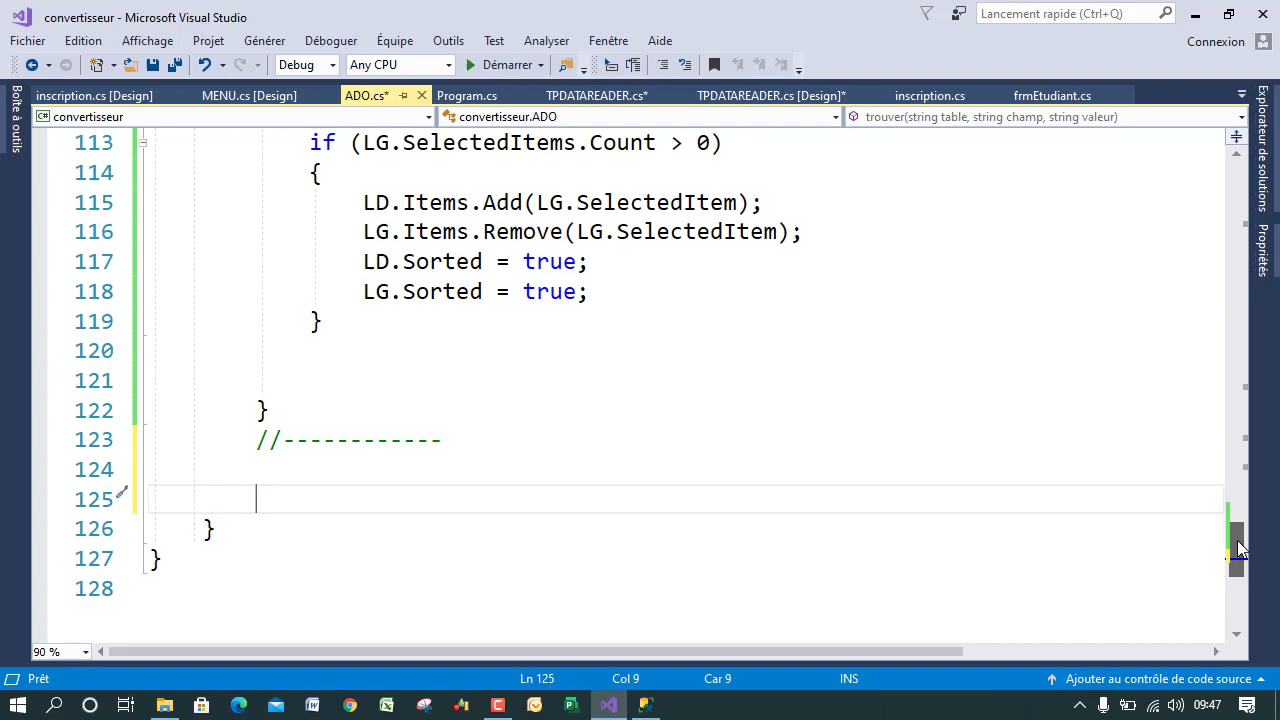 convertisseur - Microsoft Visual Studio
Lancement rapide (Ctrl+Q)
Fichier Edition Affichage Projet Générer Déboguer Équipe Outils Test Analyser Fenêtre Aide
Connexion
Debug Any CPU Démarrer
inscription.cs [Design] MENU.cs [Design] ADO.cs* Program.cs TPDATAREADER.cs* TPDATAREADER.cs [Design]* inscription.cs frmEtudiant.cs
convertisseur convertisseur.ADO trouver(string table, string champ, string valeur)
Boîte à outils
Explorateur de solutions
Propriétés
113 if (LG.SelectedItems.Count > 0)
114 {
115 LD.Items.Add(LG.SelectedItem);
116 LG.Items.Remove(LG.SelectedItem);
117 LD.Sorted = true;
118 LG.Sorted = true;
119 }
120
121
122 }
123 //------------
124
125
126 }
127 }
128
90 %
Prêt Ln 125 Col 9 Car 9 INS Ajouter au contrôle de code source
09:47